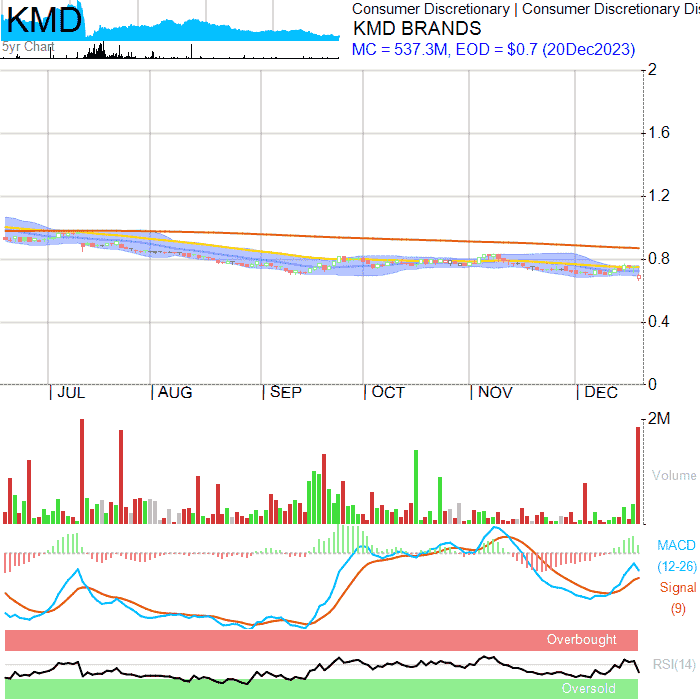 KMD
5yr Chart
Consumer Discretionary | Consumer Discretionary Dis
KMD BRANDS
MC = 537.3M, EOD = $0.7 (20Dec2023)
2
1.6
1.2
0.8
0.4
0
| JUL | AUG | SEP | OCT | NOV | DEC
2M
Volume
MACD
(12-26)
Signal
(9)
Overbought
RSI(14)
Oversold